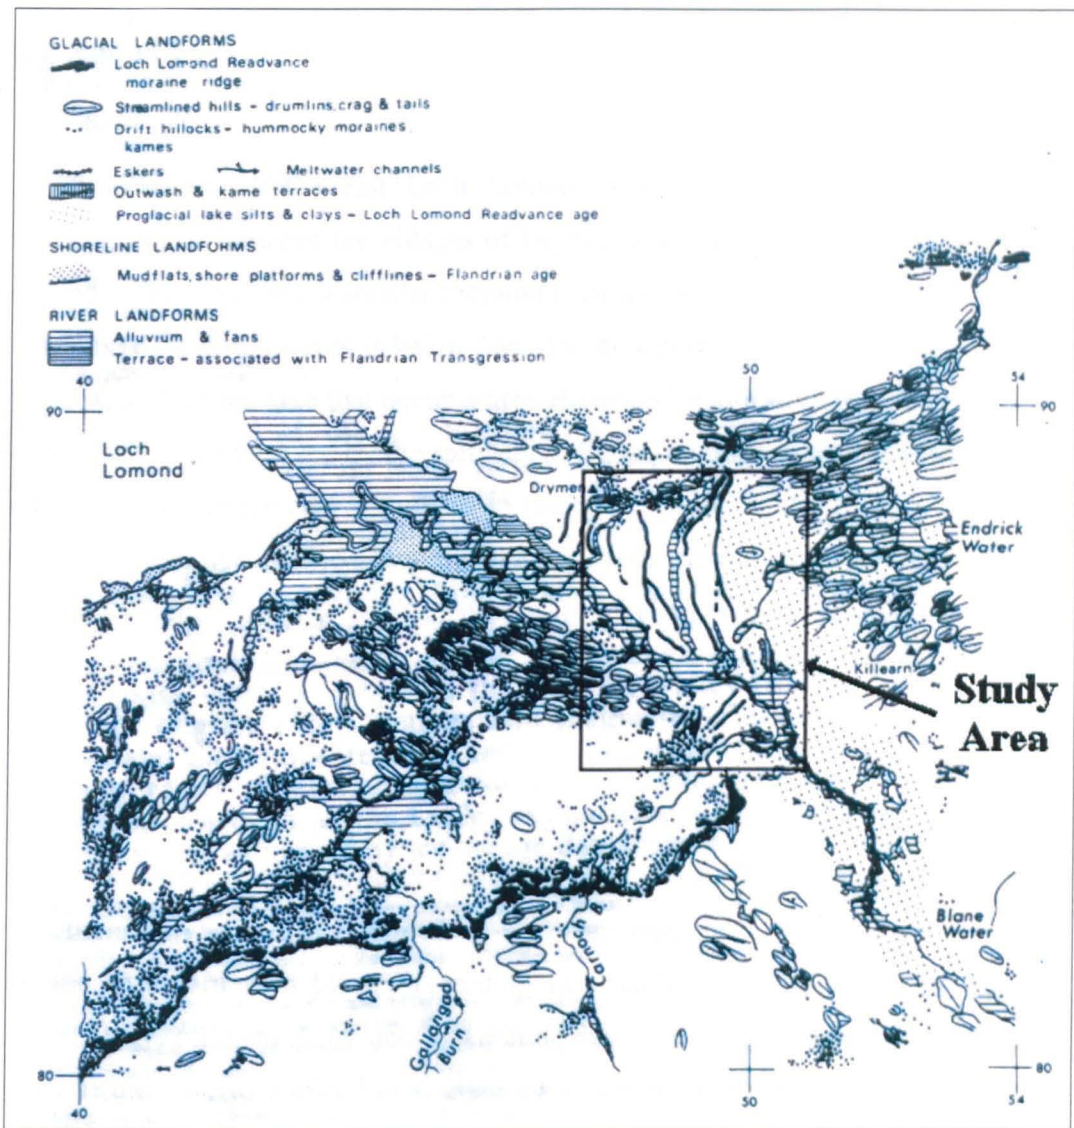 GLACIAL LANDFORMS
Loch Lomond Readvance
moraine ridge
Streamlined hills - drumlins, crag & tails
Drift hillocks - hummocky moraines,
kames
Eskers Meltwater channels
Outwash & kame terraces
Proglacial lake silts & clays - Loch Lomond Readvance age
SHORELINE LANDFORMS
Mudflats, shore platforms & clifflines - Flandrian age
RIVER LANDFORMS
Alluvium & fans
Terrace - associated with Flandrian Transgression
40
50
54
90
90
Loch
Lomond
Drymen
Endrick
Water
Killearn
Study
Area
Cater B.
Blane
Water
Carnoch B.
Gallangad
Burn
80
80
40
50
54